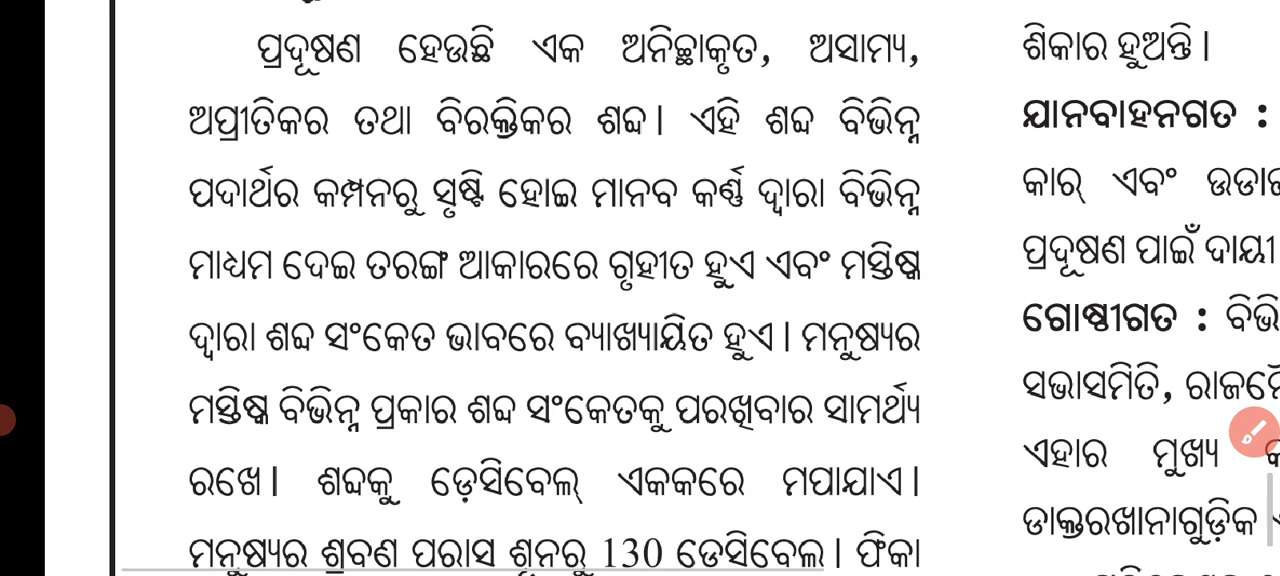 ପ୍ରଦୂଷଣ ହେଉଛି ଏକ ଅନିଚ୍ଛାକୃତ, ଅସାମ୍ୟ,
ଅପ୍ରୀତିକର ତଥା ବିରକ୍ତିକର ଶବ୍ଦ। ଏହି ଶବ୍ଦ ବିଭିନ୍ନ
ପଦାର୍ଥର କମ୍ପନରୁ ସୃଷ୍ଟି ହୋଇ ମାନବ କର୍ଣ୍ଣ ଦ୍ୱାରା ବିଭିନ୍ନ
ମାଧ୍ୟମ ଦେଇ ତରଙ୍ଗ ଆକାରରେ ଗୃହୀତ ହୁଏ ଏବଂ ମସ୍ତିଷ୍କ
ଦ୍ୱାରା ଶବ୍ଦ ସଂକେତ ଭାବରେ ବ୍ୟାଖ୍ୟାୟିତ ହୁଏ। ମନୁଷ୍ୟର
ମସ୍ତିଷ୍କ ବିଭିନ୍ନ ପ୍ରକାର ଶବ୍ଦ ସଂକେତକୁ ପରଖିବାର ସାମର୍ଥ୍ୟ
ରଖେ। ଶବ୍ଦକୁ ଡ଼େସିବେଲ୍ ଏକକରେ ମପାଯାଏ।
ମନୁଷ୍ୟର ଶ୍ରବଣ ପରାସ ଶୂନରୁ 130 ଡେସିବେଲ। ଫିକା
ଶିକାର ହୁଅନ୍ତି।
ଯାନବାହନଗତ :
କାର୍ ଏବଂ
ପ୍ରଦୂଷଣ ପାଇଁ ଦାୟୀ
ଗୋଷ୍ଠୀଗତ :
ସଭାସମିତି,
ଏହାର ମୁଖ୍ୟ
ଡାକ୍ତରଖାନାଗୁଡ଼ିକ